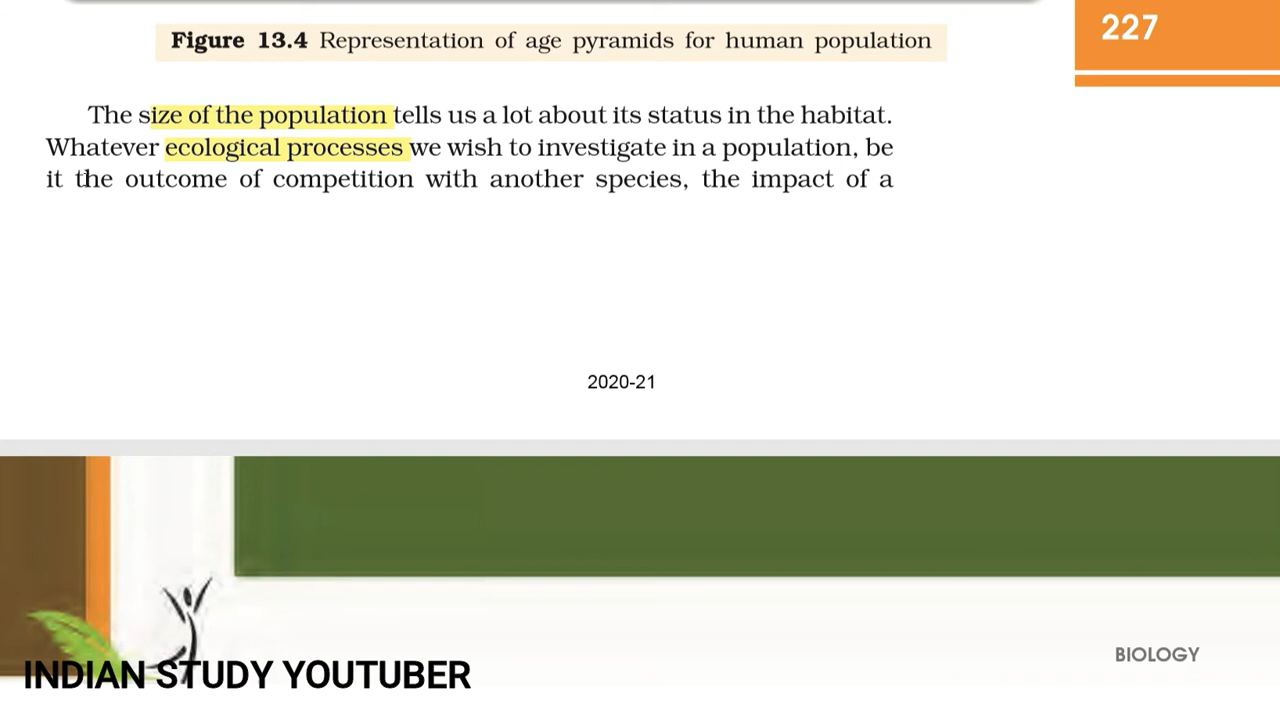 227
Figure 13.4 Representation of age pyramids for human population
The size of the population tells us a lot about its status in the habitat.
Whatever ecological processes we wish to investigate in a population, be
it the outcome of competition with another species, the impact of a
2020-21
BIOLOGY
INDIAN STUDY YOUTUBER